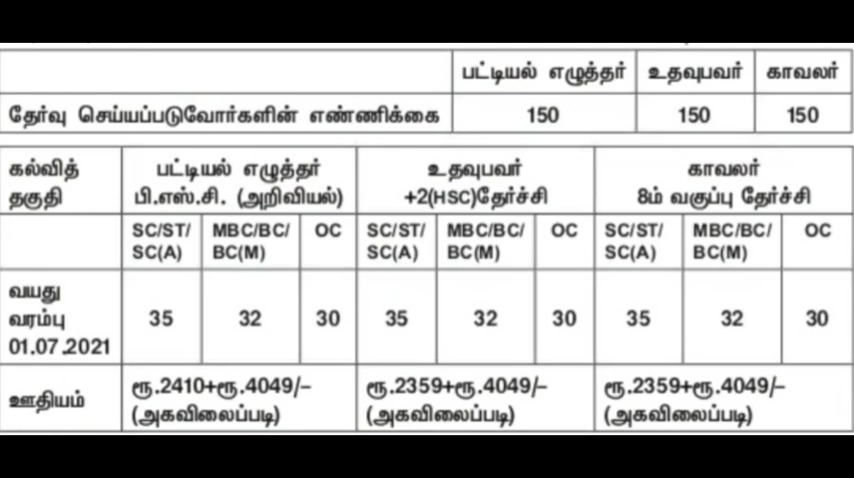 பட்டியல் எழுத்தர் உதவுபவர் காவலர்
தேர்வு செய்யப்படுவோர்களின் எண்ணிக்கை 150 150 150
கல்வித் தகுதி பட்டியல் எழுத்தர் உதவுபவர் காவலர்
பி.எஸ்.சி. (அறிவியல்) +2(HSC)தேர்ச்சி 8ம் வகுப்பு தேர்ச்சி
SC/ST/ MBC/BC/ OC SC/ST/ MBC/BC/ OC SC/ST/ MBC/BC/ OC
SC(A) BC(M) SC(A) BC(M) SC(A) BC(M)
வயது
வரம்பு 35 32 30 35 32 30 35 32 30
01.07.2021
ஊதியம் ரூ.2410+ரூ.4049/– ரூ.2359+ரூ.4049/– ரூ.2359+ரூ.4049/–
(அகவிலைப்படி) (அகவிலைப்படி) (அகவிலைப்படி)